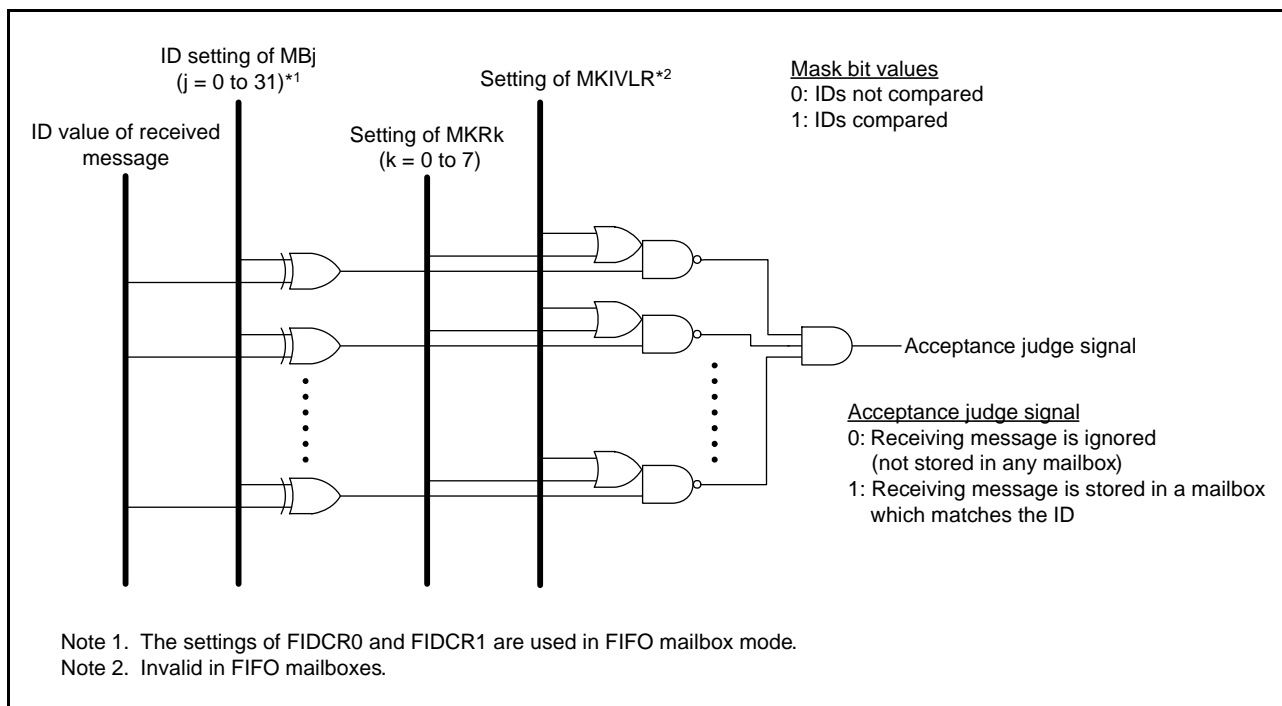 ID setting of MBj
(j = 0 to 31)*1
Setting of MKIVLR*2
Mask bit values
0: IDs not compared
1: IDs compared
ID value of received
message
Setting of MKRk
(k = 0 to 7)
Acceptance judge signal
Acceptance judge signal
0: Receiving message is ignored
(not stored in any mailbox)
1: Receiving message is stored in a mailbox
which matches the ID
Note 1. The settings of FIDCR0 and FIDCR1 are used in FIFO mailbox mode.
Note 2. Invalid in FIFO mailboxes.